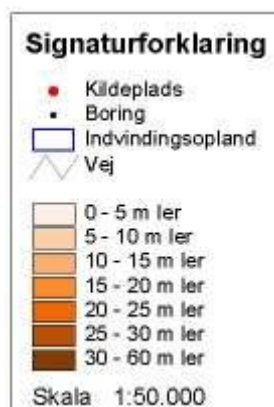 Signaturforklaring
Kildeplads
Boring
Indvindingsopland
Vej
0 - 5 m ler
5 - 10 m ler
10 - 15 m ler
15 - 20 m ler
20 - 25 m ler
25 - 30 m ler
30 - 60 m ler
Skala 1:50.000